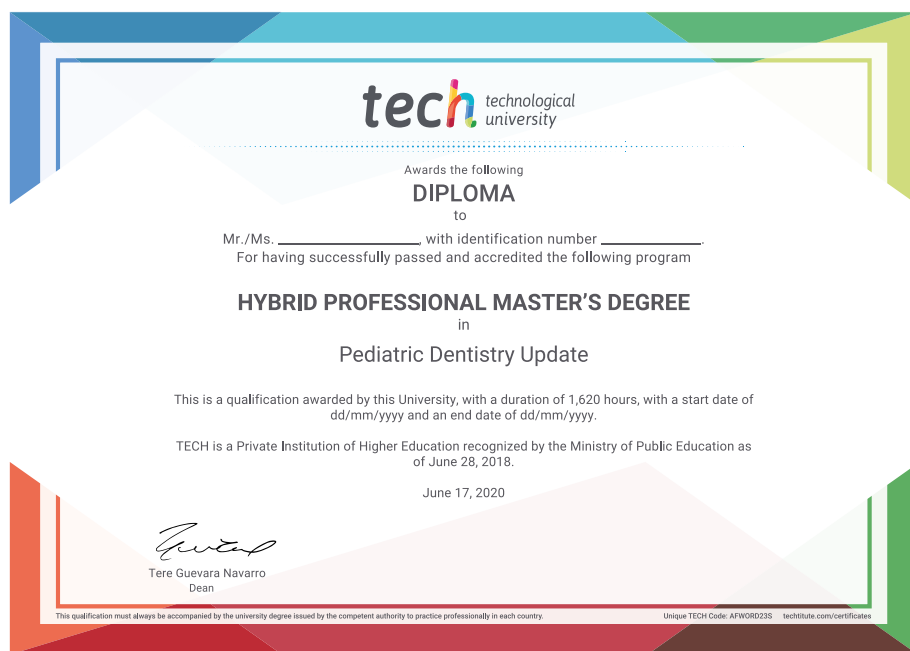 tech technological
university
Awards the following
DIPLOMA
to
Mr./Ms. ____________, with identification number ____________.
For having successfully passed and accredited the following program
HYBRID PROFESSIONAL MASTER'S DEGREE
in
Pediatric Dentistry Update
This is a qualification awarded by this University, with a duration of 1,620 hours, with a start date of
dd/mm/yyyy and an end date of dd/mm/yyyy.
TECH is a Private Institution of Higher Education recognized by the Ministry of Public Education as
of June 28, 2018.
June 17, 2020
Tere Guevara Navarro
Dean
This qualification must always be accompanied by the university degree issued by the competent authority to practice professionally in each country. Unique TECH Code: AFWORD23S techtitute.com/certificates